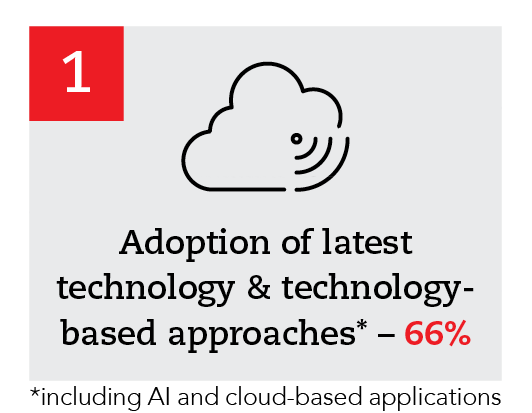 1
Adoption of latest
technology & technology-
based approaches* – 66%
*including AI and cloud-based applications